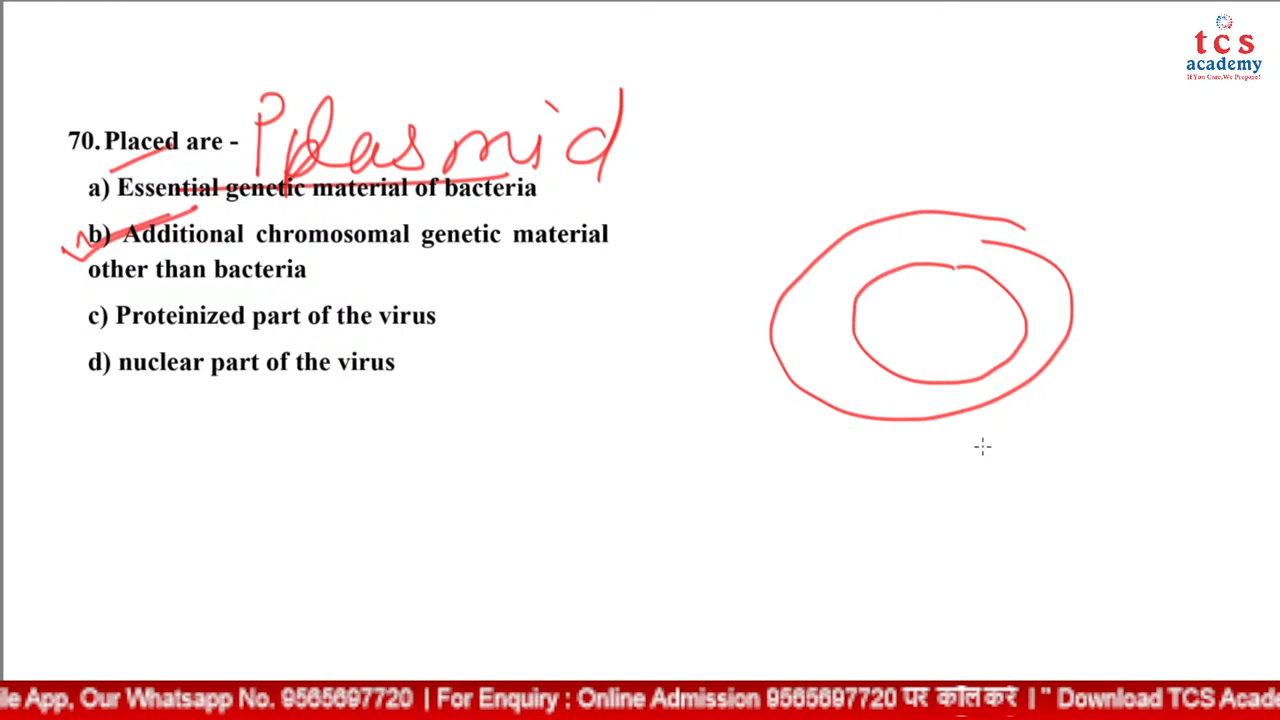 tcs
academy
If You Care,We Prepare!
Plasmid
70. Placed are -
a) Essential genetic material of bacteria
b) Additional chromosomal genetic material
other than bacteria
c) Proteinized part of the virus
d) nuclear part of the virus
le App, Our Whatsapp No. 9565697720 | For Enquiry : Online Admission 9565697720 पर कॉल करें | " Download TCS Acade